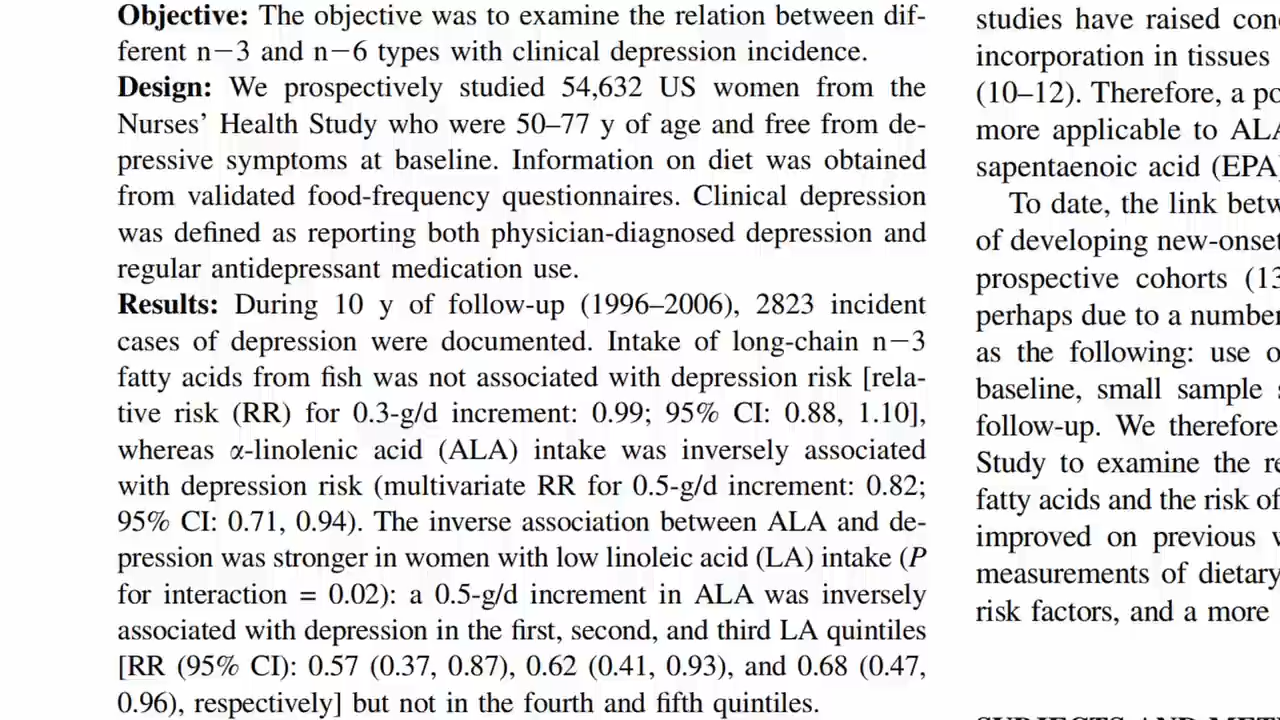 Objective: The objective was to examine the relation between dif-
ferent n−3 and n−6 types with clinical depression incidence.
Design: We prospectively studied 54,632 US women from the
Nurses’ Health Study who were 50–77 y of age and free from de-
pressive symptoms at baseline. Information on diet was obtained
from validated food-frequency questionnaires. Clinical depression
was defined as reporting both physician-diagnosed depression and
regular antidepressant medication use.
Results: During 10 y of follow-up (1996–2006), 2823 incident
cases of depression were documented. Intake of long-chain n−3
fatty acids from fish was not associated with depression risk [rela-
tive risk (RR) for 0.3-g/d increment: 0.99; 95% CI: 0.88, 1.10],
whereas α-linolenic acid (ALA) intake was inversely associated
with depression risk (multivariate RR for 0.5-g/d increment: 0.82;
95% CI: 0.71, 0.94). The inverse association between ALA and de-
pression was stronger in women with low linoleic acid (LA) intake (P
for interaction = 0.02): a 0.5-g/d increment in ALA was inversely
associated with depression in the first, second, and third LA quintiles
[RR (95% CI): 0.57 (0.37, 0.87), 0.62 (0.41, 0.93), and 0.68 (0.47,
0.96), respectively] but not in the fourth and fifth quintiles.
studies have raised
incorporation in tissues
(10–12). Therefore, a
more applicable to ALA
sapentaenoic acid (EPA)
To date, the link
of developing new-onset
prospective cohorts (13
perhaps due to a number
as the following: use
baseline, small sample
follow-up. We therefore
Study to examine the
fatty acids and the risk of
improved on previous
measurements of dietary
risk factors, and a more